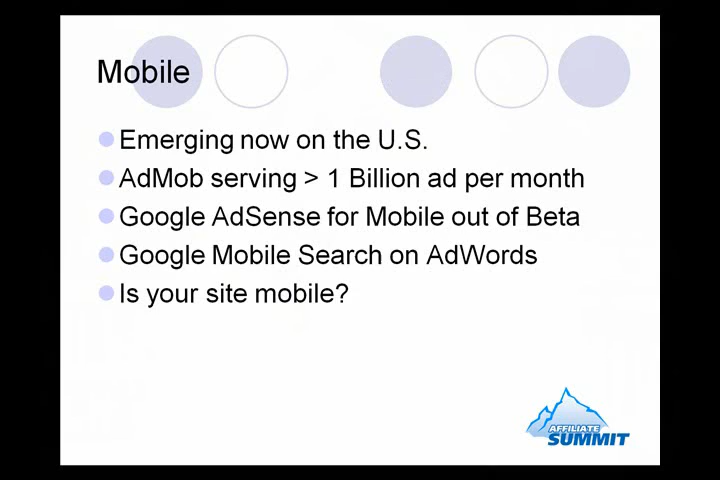 Mobile
Emerging now on the U.S.
AdMob serving > 1 Billion ad per month
Google AdSense for Mobile out of Beta
Google Mobile Search on AdWords
Is your site mobile?
AFFILIATE
SUMMIT